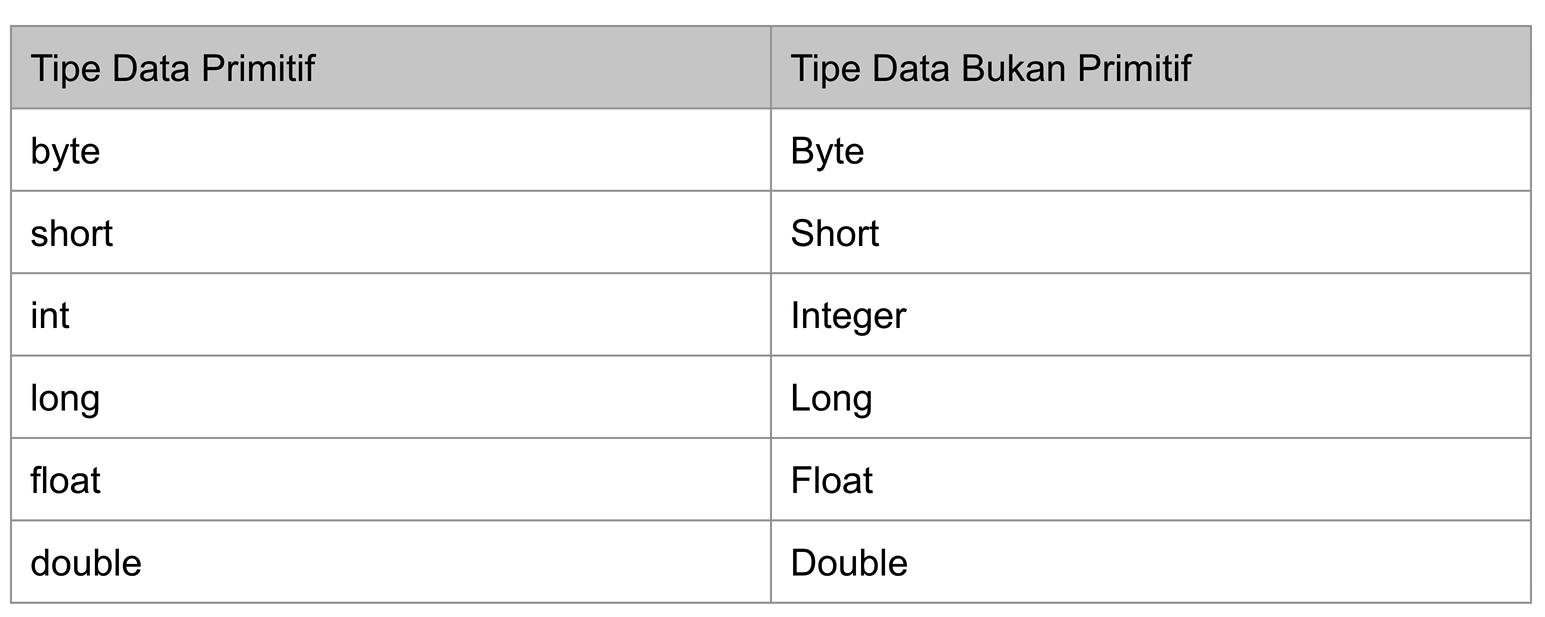 Tipe Data Primitif Tipe Data Bukan Primitif
byte Byte
short Short
int Integer
long Long
float Float
double Double